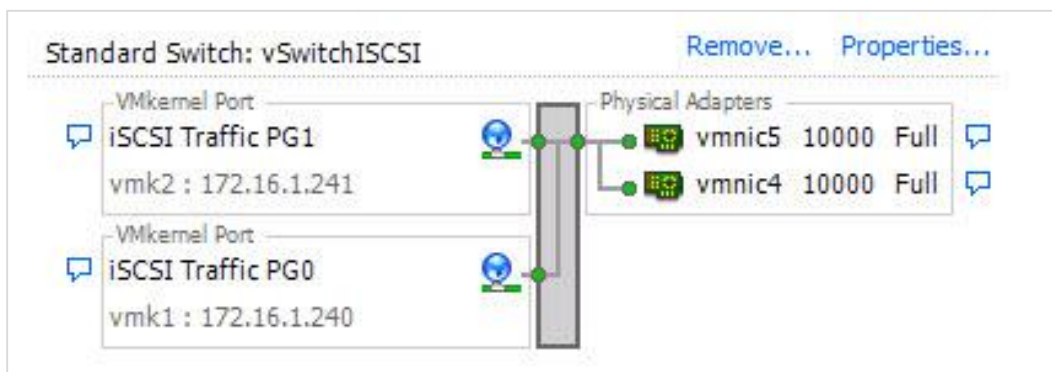 Standard Switch: vSwitchISCSI Remove... Properties...
VMkernel Port
iSCSI Traffic PG1
vmk2 : 172.16.1.241
VMkernel Port
iSCSI Traffic PG0
vmk1 : 172.16.1.240
Physical Adapters
vmnic5 10000 Full
vmnic4 10000 Full